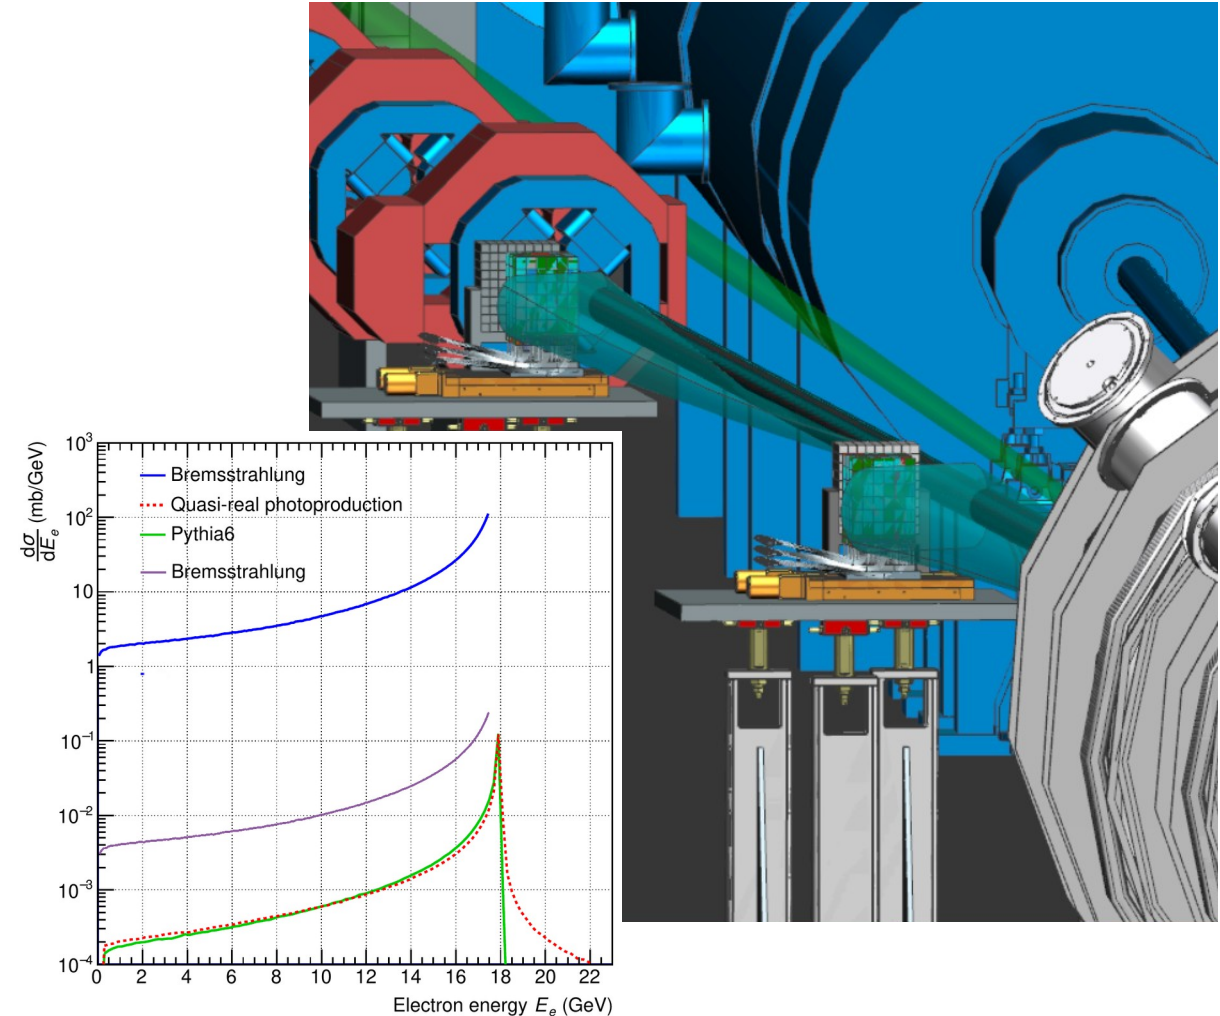 Bremsstrahlung
Quasi-real photoproduction
Pythia6
Bremsstrahlung
dσ/dE_e (mb/GeV)
10³
10²
10
1
10⁻¹
10⁻²
10⁻³
10⁻⁴
0 2 4 6 8 10 12 14 16 18 20 22
Electron energy E_e (GeV)